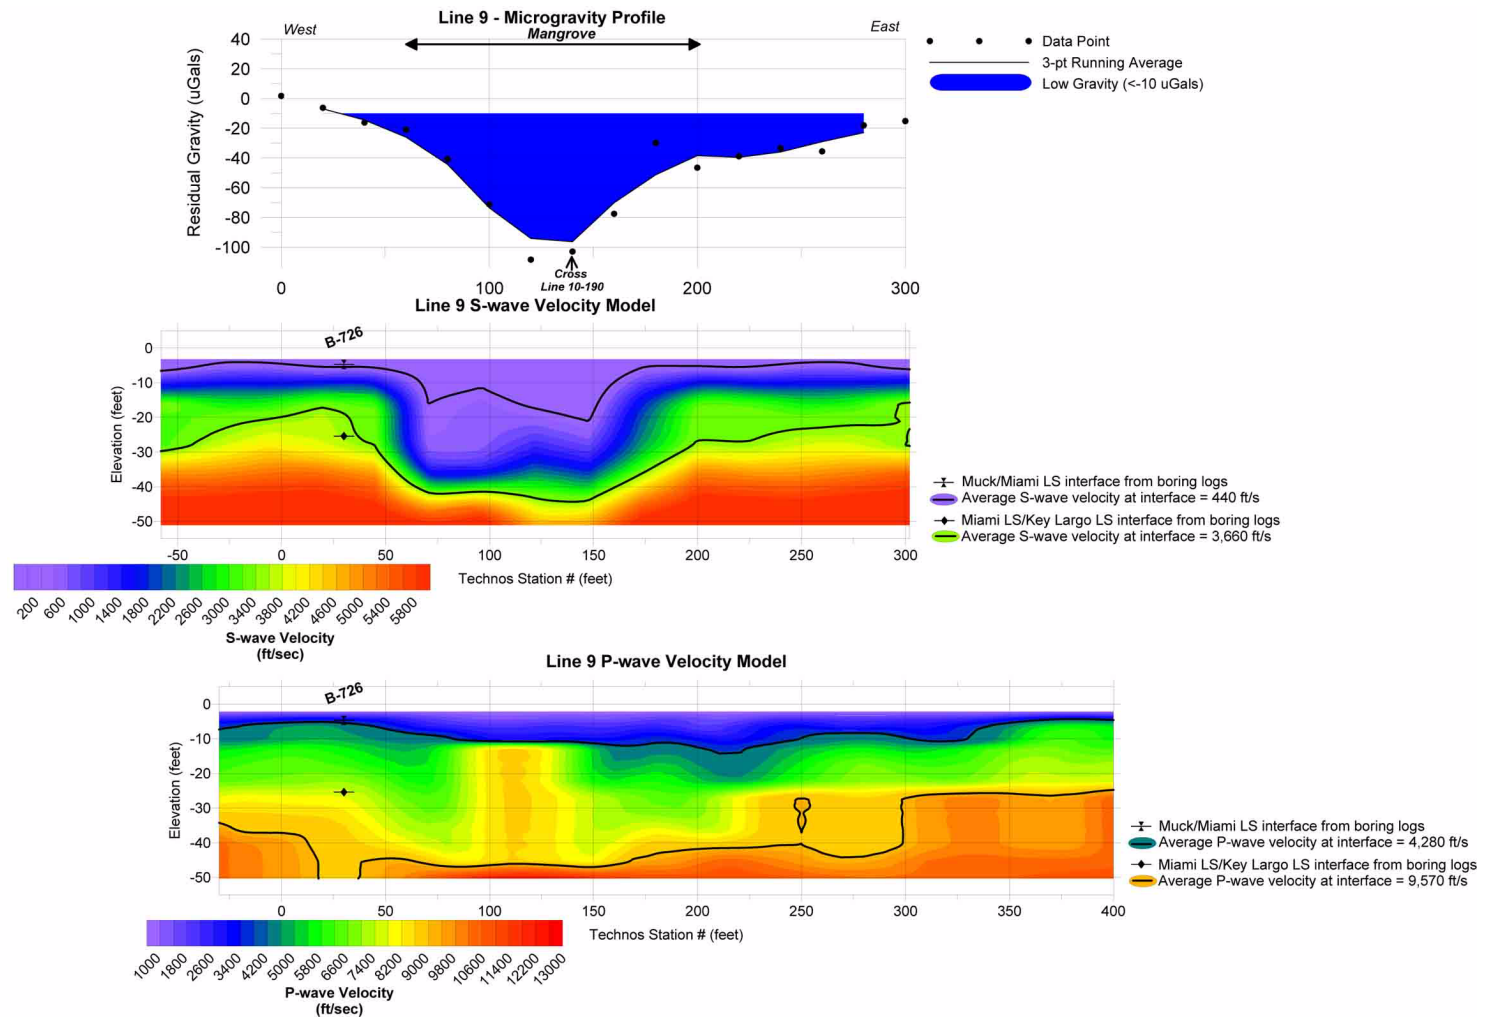 Line 9 - Microgravity Profile
West
Mangrove
East
Residual Gravity (uGals)
40
20
0
-20
-40
-60
-80
-100
Data Point
3-pt Running Average
Low Gravity (<-10 uGals)
Cross
Line 10-190
0
100
200
300
Line 9 S-wave Velocity Model
B-726
Elevation (feet)
0
-10
-20
-30
-40
-50
-50
0
50
100
150
200
250
300
Technos Station # (feet)
Muck/Miami LS interface from boring logs
Average S-wave velocity at interface = 440 ft/s
Miami LS/Key Largo LS interface from boring logs
Average S-wave velocity at interface = 3,660 ft/s
200
600
1000
1400
1800
2200
2600
3000
3400
3800
4200
4600
5000
5400
5800
S-wave Velocity
(ft/sec)
Line 9 P-wave Velocity Model
B-726
Elevation (feet)
0
-10
-20
-30
-40
-50
0
50
100
150
200
250
300
350
400
Technos Station # (feet)
Muck/Miami LS interface from boring logs
Average P-wave velocity at interface = 4,280 ft/s
Miami LS/Key Largo LS interface from boring logs
Average P-wave velocity at interface = 9,570 ft/s
1000
1800
2600
3400
4200
5000
5800
6600
7400
8200
9000
9800
10600
11400
12200
13000
P-wave Velocity
(ft/sec)